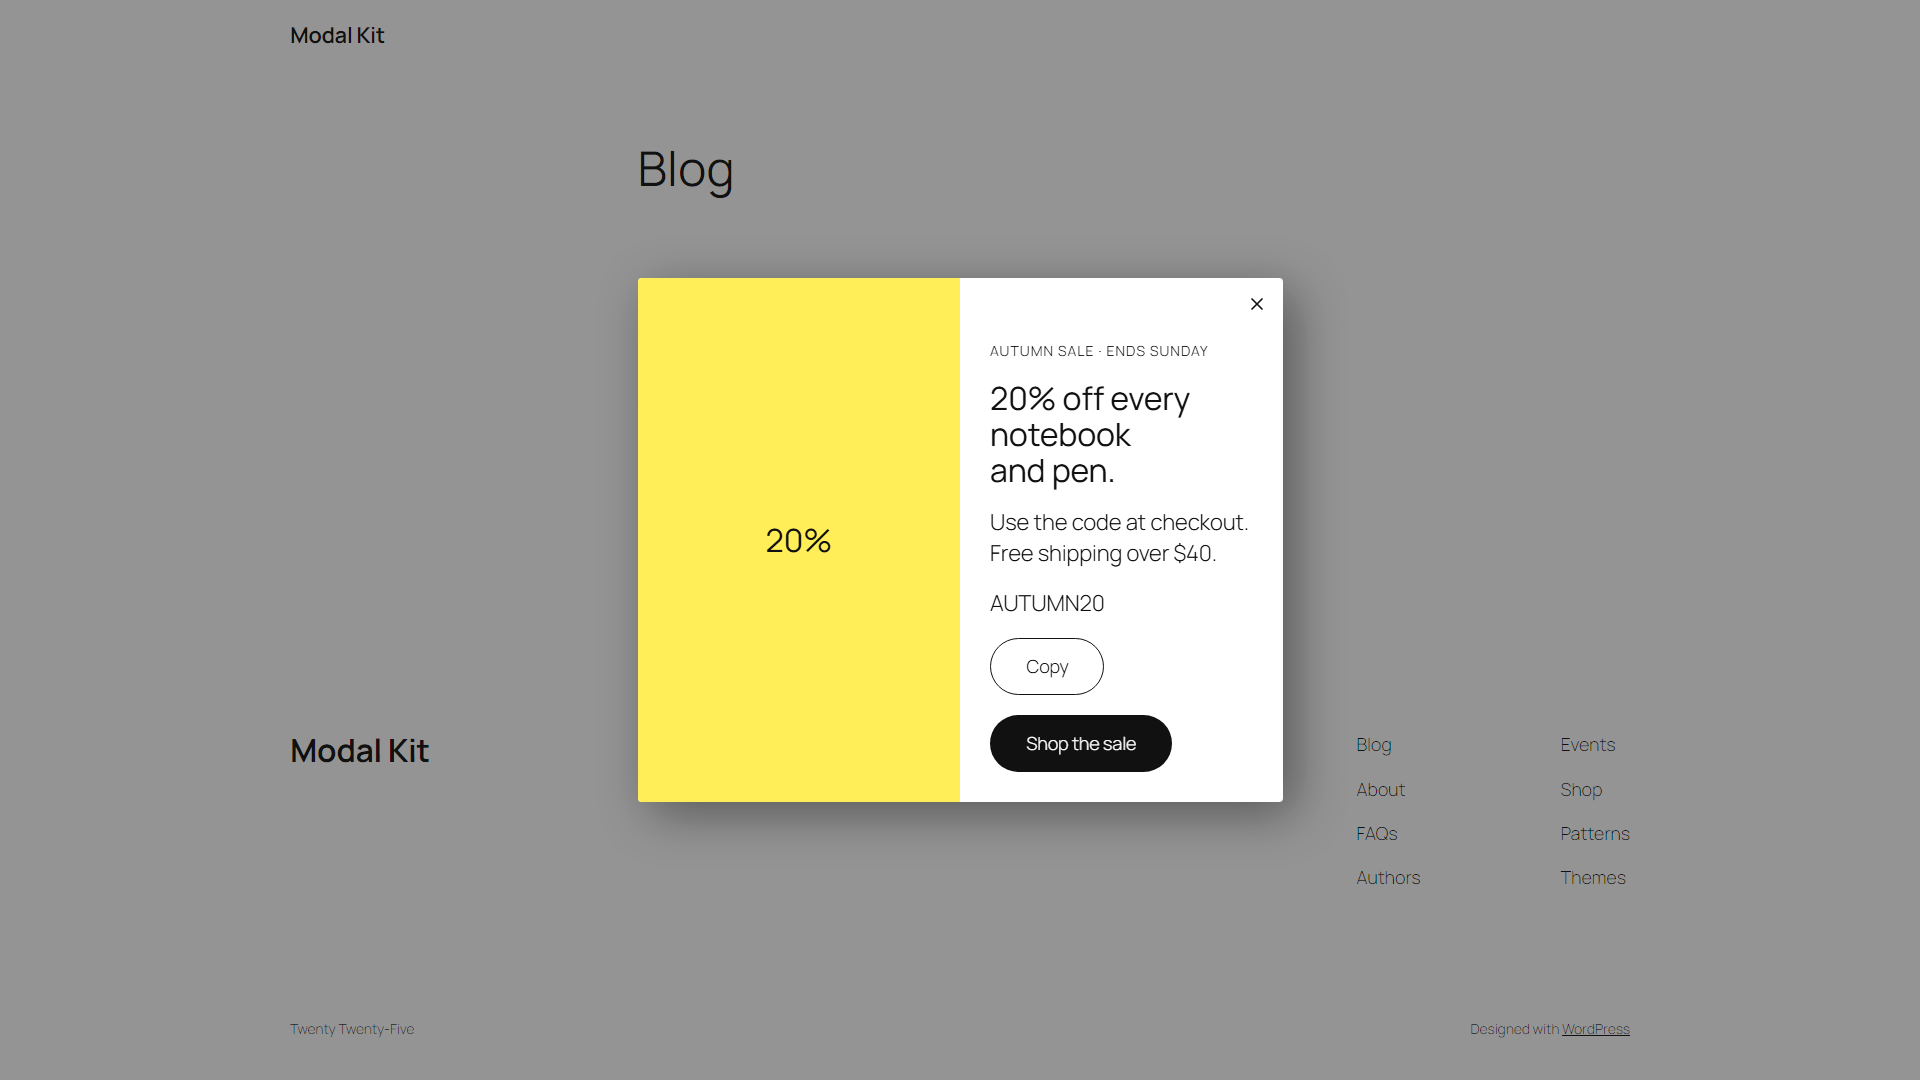 Modal Kit
Blog
20%
AUTUMN SALE · ENDS SUNDAY
20% off every
notebook
and pen.
Use the code at checkout.
Free shipping over $40.
AUTUMN20
Copy
Shop the sale
Modal Kit
Blog
About
FAQs
Authors
Events
Shop
Patterns
Themes
Twenty Twenty-Five
Designed with WordPress